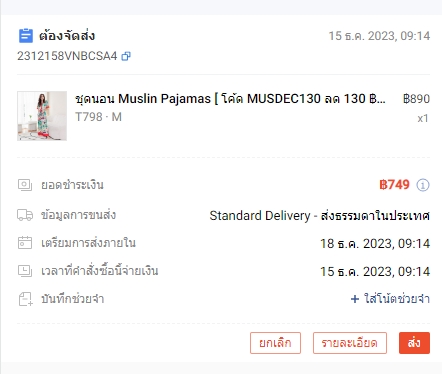 ต้องจัดส่ง 15 ธ.ค. 2023, 09:14
2312158VNBCSA4
ชุดนอน Muslin Pajamas [ โค้ด MUSDEC130 ลด 130 ฿... ฿890
T798 · M x1
ยอดชำระเงิน ฿749
ข้อมูลการขนส่ง Standard Delivery - ส่งธรรมดาในประเทศ
เตรียมการส่งภายใน 18 ธ.ค. 2023, 09:14
เวลาที่คำสั่งซื้อนี้จ่ายเงิน 15 ธ.ค. 2023, 09:14
บันทึกช่วยจำ + ใส่โน้ตช่วยจำ
ยกเลิก รายละเอียด ส่ง